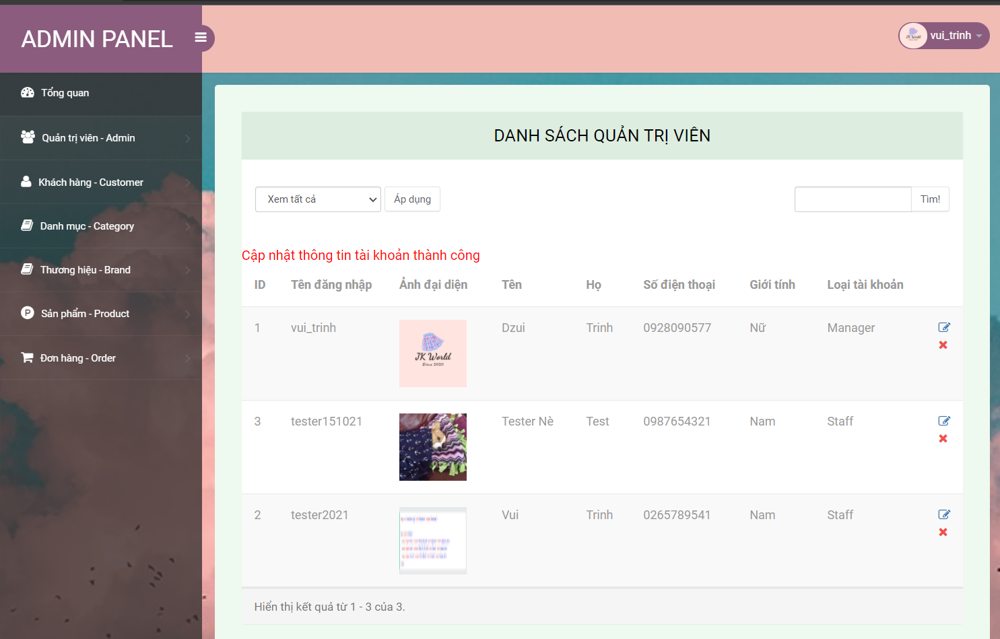 ADMIN PANEL
vui_trinh
Tổng quan
Quản trị viên - Admin
Khách hàng - Customer
Danh mục - Category
Thương hiệu - Brand
Sản phẩm - Product
Đơn hàng - Order
DANH SÁCH QUẢN TRỊ VIÊN
Xem tất cả Áp dụng Tìm!
Cập nhật thông tin tài khoản thành công
ID Tên đăng nhập Ảnh đại diện Tên Họ Số điện thoại Giới tính Loại tài khoản
1 vui_trinh Dzui Trinh 0928090577 Nữ Manager
JK World
Since 2020
3 tester151021 Tester Nè Test 0987654321 Nam Staff
2 tester2021 Vui Trinh 0265789541 Nam Staff
Hiển thị kết quả từ 1 - 3 của 3.